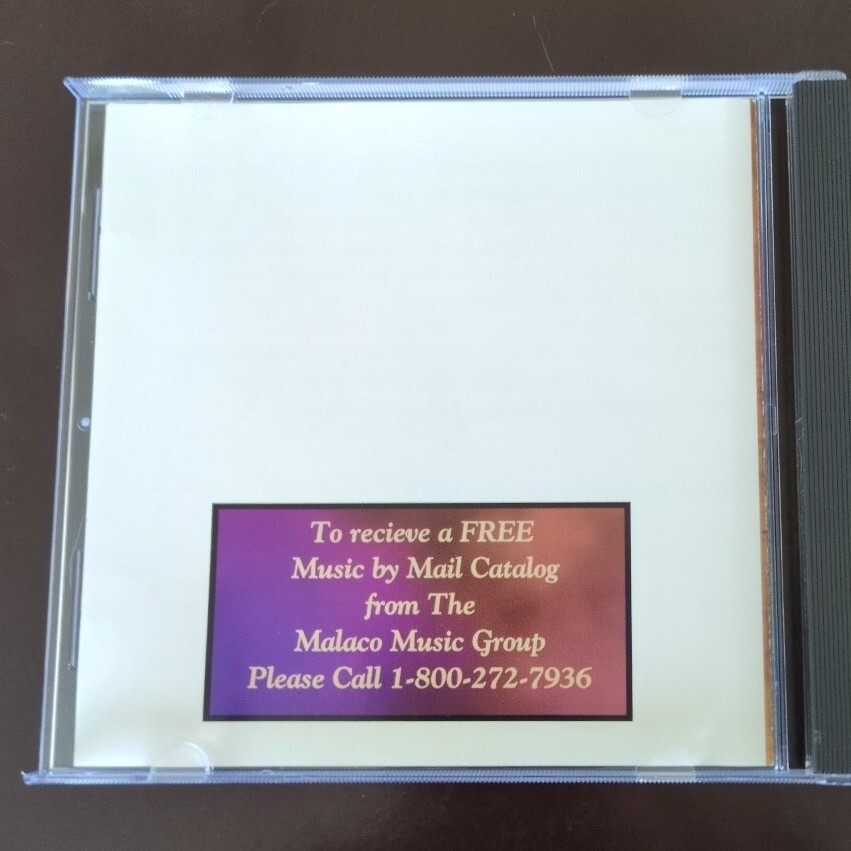 To recieve a FREE
Music by Mail Catalog
from The
Malaco Music Group
Please Call 1-800-272-7936